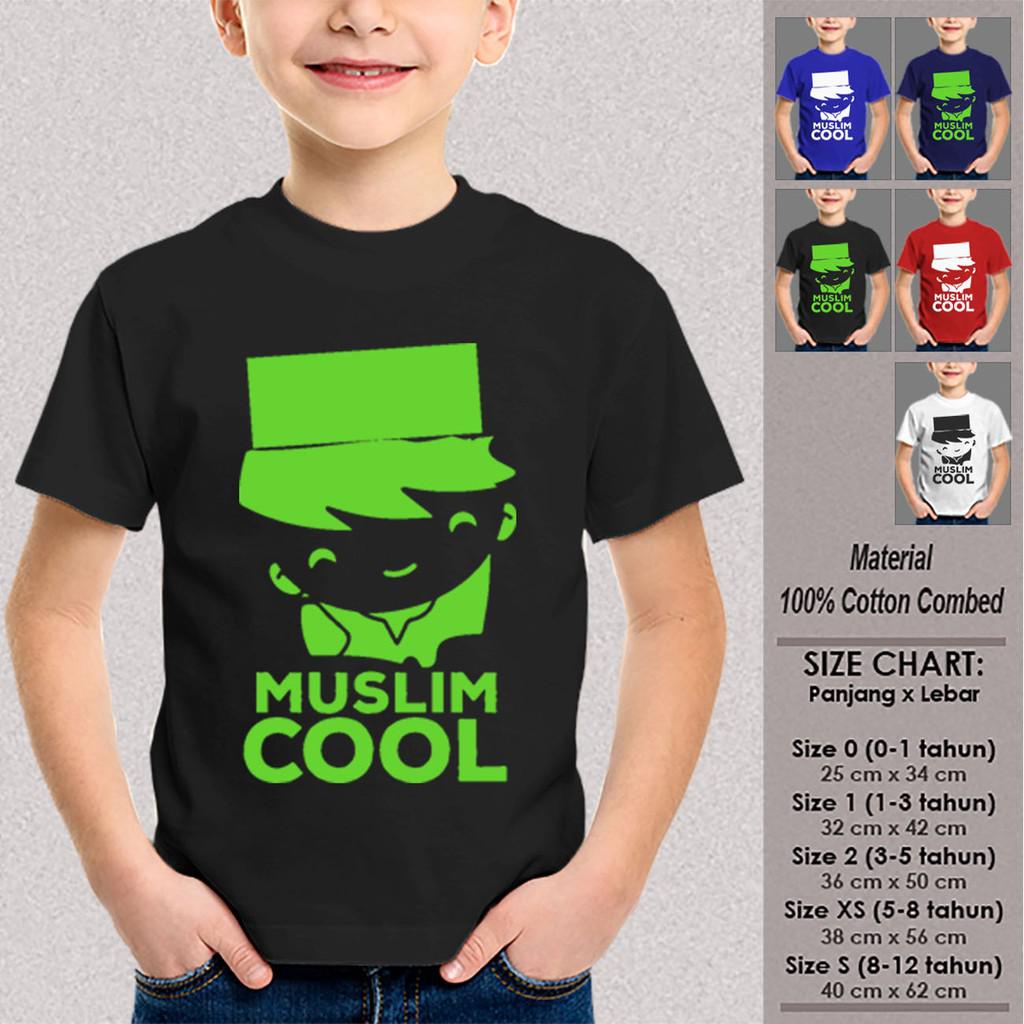 MUSLIM
COOL
MUSLIM
COOL
MUSLIM
COOL
MUSLIM
COOL
MUSLIM
COOL
MUSLIM
COOL
Material
100% Cotton Combed
SIZE CHART:
Panjang x Lebar
Size 0 (0-1 tahun)
25 cm x 34 cm
Size 1 (1-3 tahun)
32 cm x 42 cm
Size 2 (3-5 tahun)
36 cm x 50 cm
Size XS (5-8 tahun)
38 cm x 56 cm
Size S (8-12 tahun)
40 cm x 62 cm